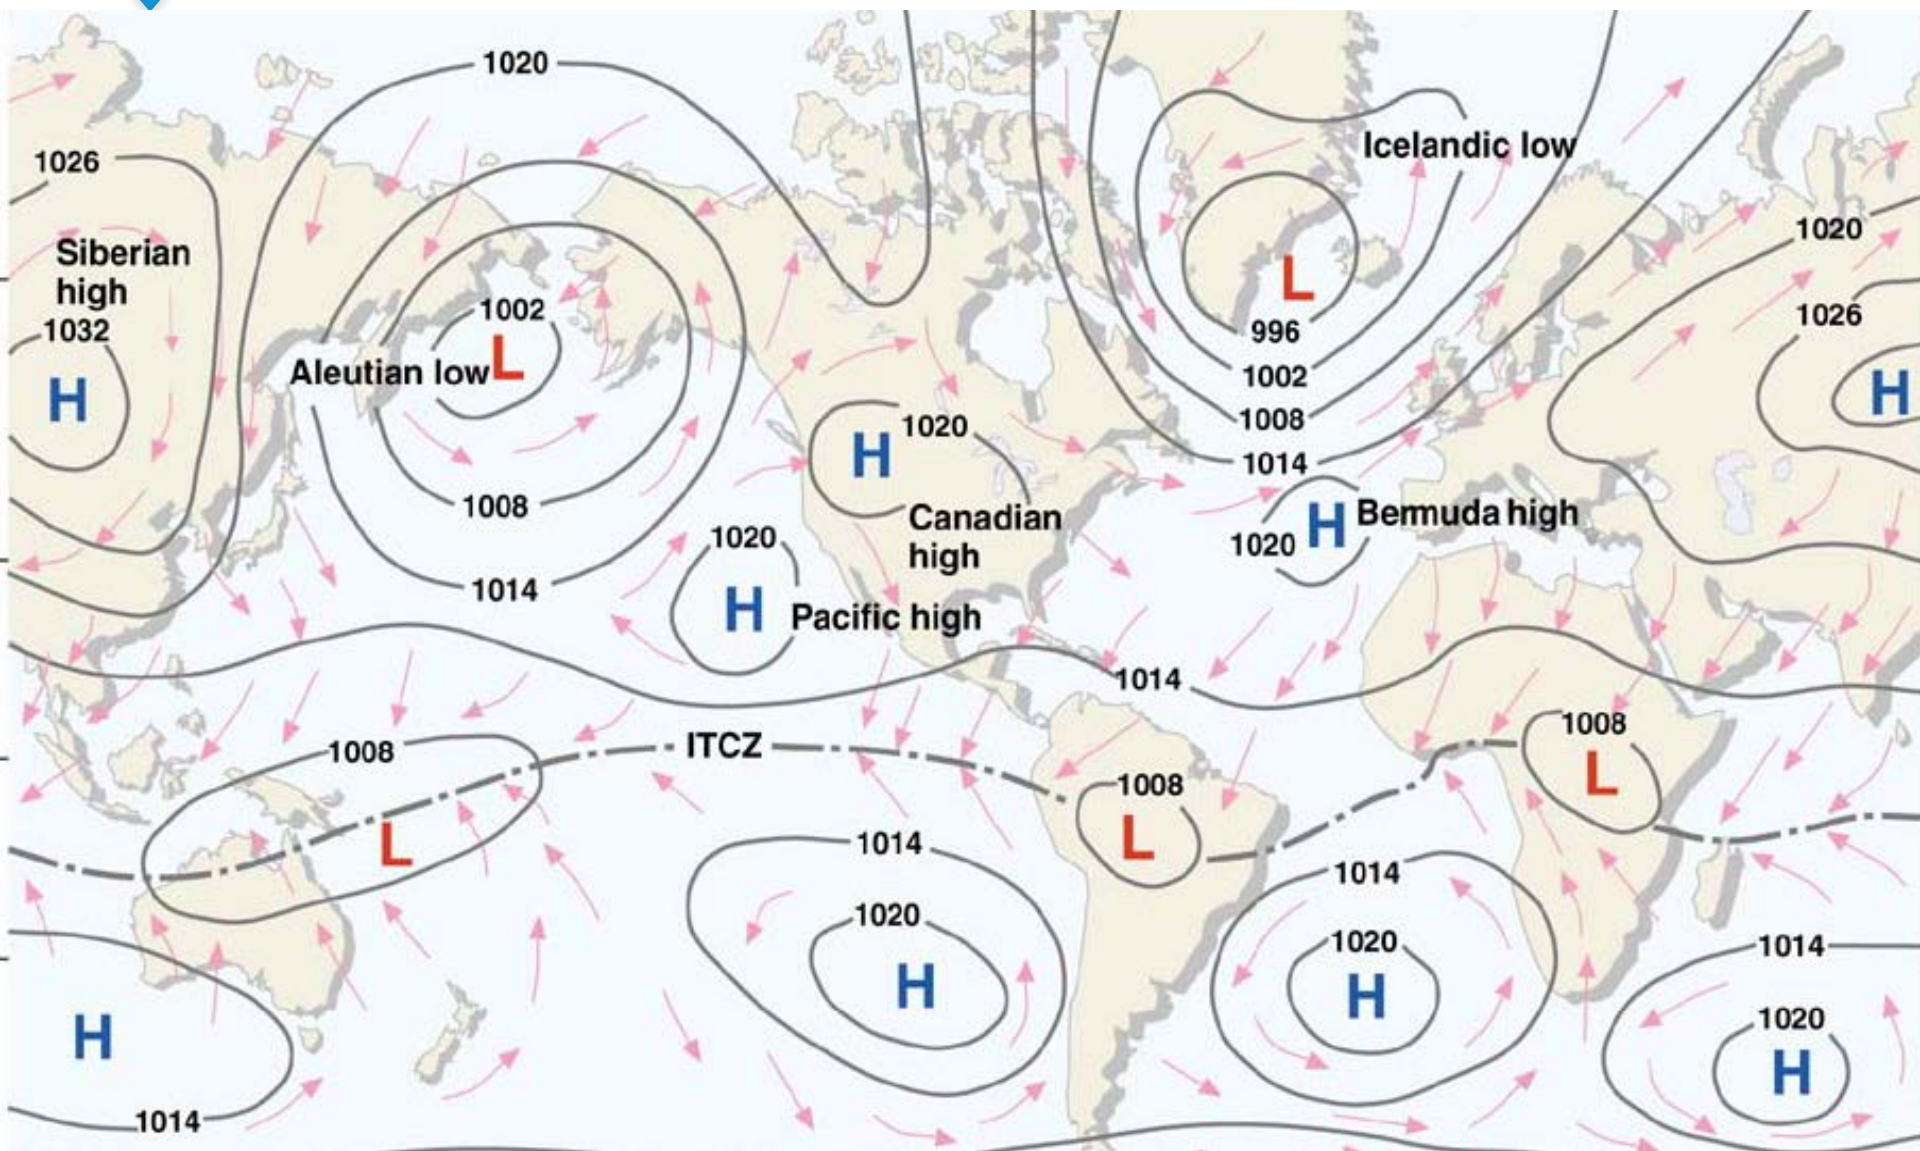 1020
Icelandic low
1026
1020
Siberian
high
1002
1026
1032
996
H
L
Aleutian low
L
1002
H
1008
H
1020
1014
1008
Canadian
high
H
Bermuda high
1020
1020
1014
H
Pacific high
1014
1008
ITCZ
1008
L
1008
L
L
1014
1014
1020
1020
1014
H
H
1020
H
H
1014